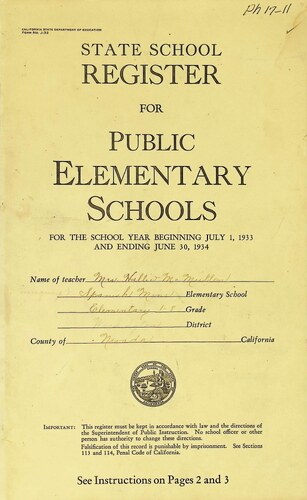 Ph 17-11
CALIFORNIA STATE DEPARTMENT OF EDUCATION
STATE SCHOOL
REGISTER
FOR
PUBLIC
ELEMENTARY
SCHOOLS
FOR THE SCHOOL YEAR BEGINNING JULY 1, 1933
AND ENDING JUNE 30, 1934
Name of teacher Mrs.
Elementary School
Elementary Grade
District
County of Nevada California
IMPORTANT: This register must be kept in accordance with law and the directions of
the Superintendent of Public Instruction. No school officer or other
person has authority to change these directions.
Falsification of this record is punishable by imprisonment. See Sections
113 and 114, Penal Code of California.
See Instructions on Pages 2 and 3